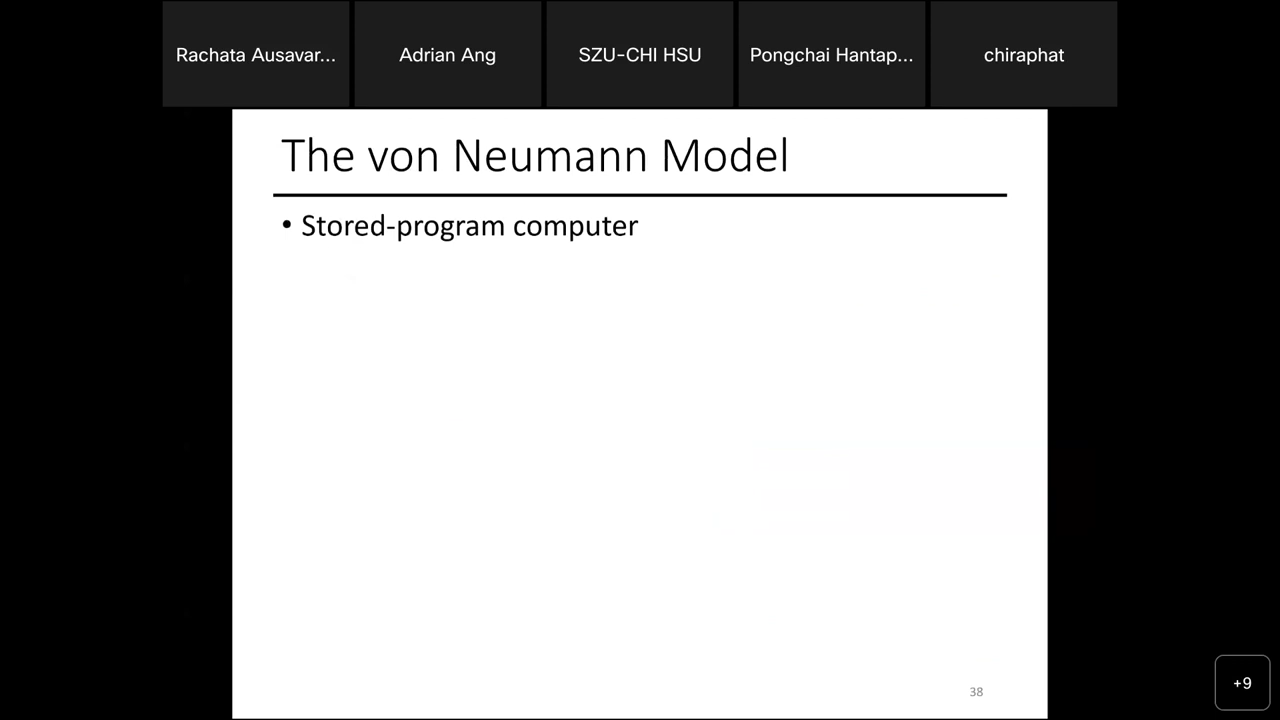 Rachata Ausavar...
Adrian Ang
SZU-CHI HSU
Pongchai Hantap...
chiraphat
The von Neumann Model
• Stored-program computer
38
+9